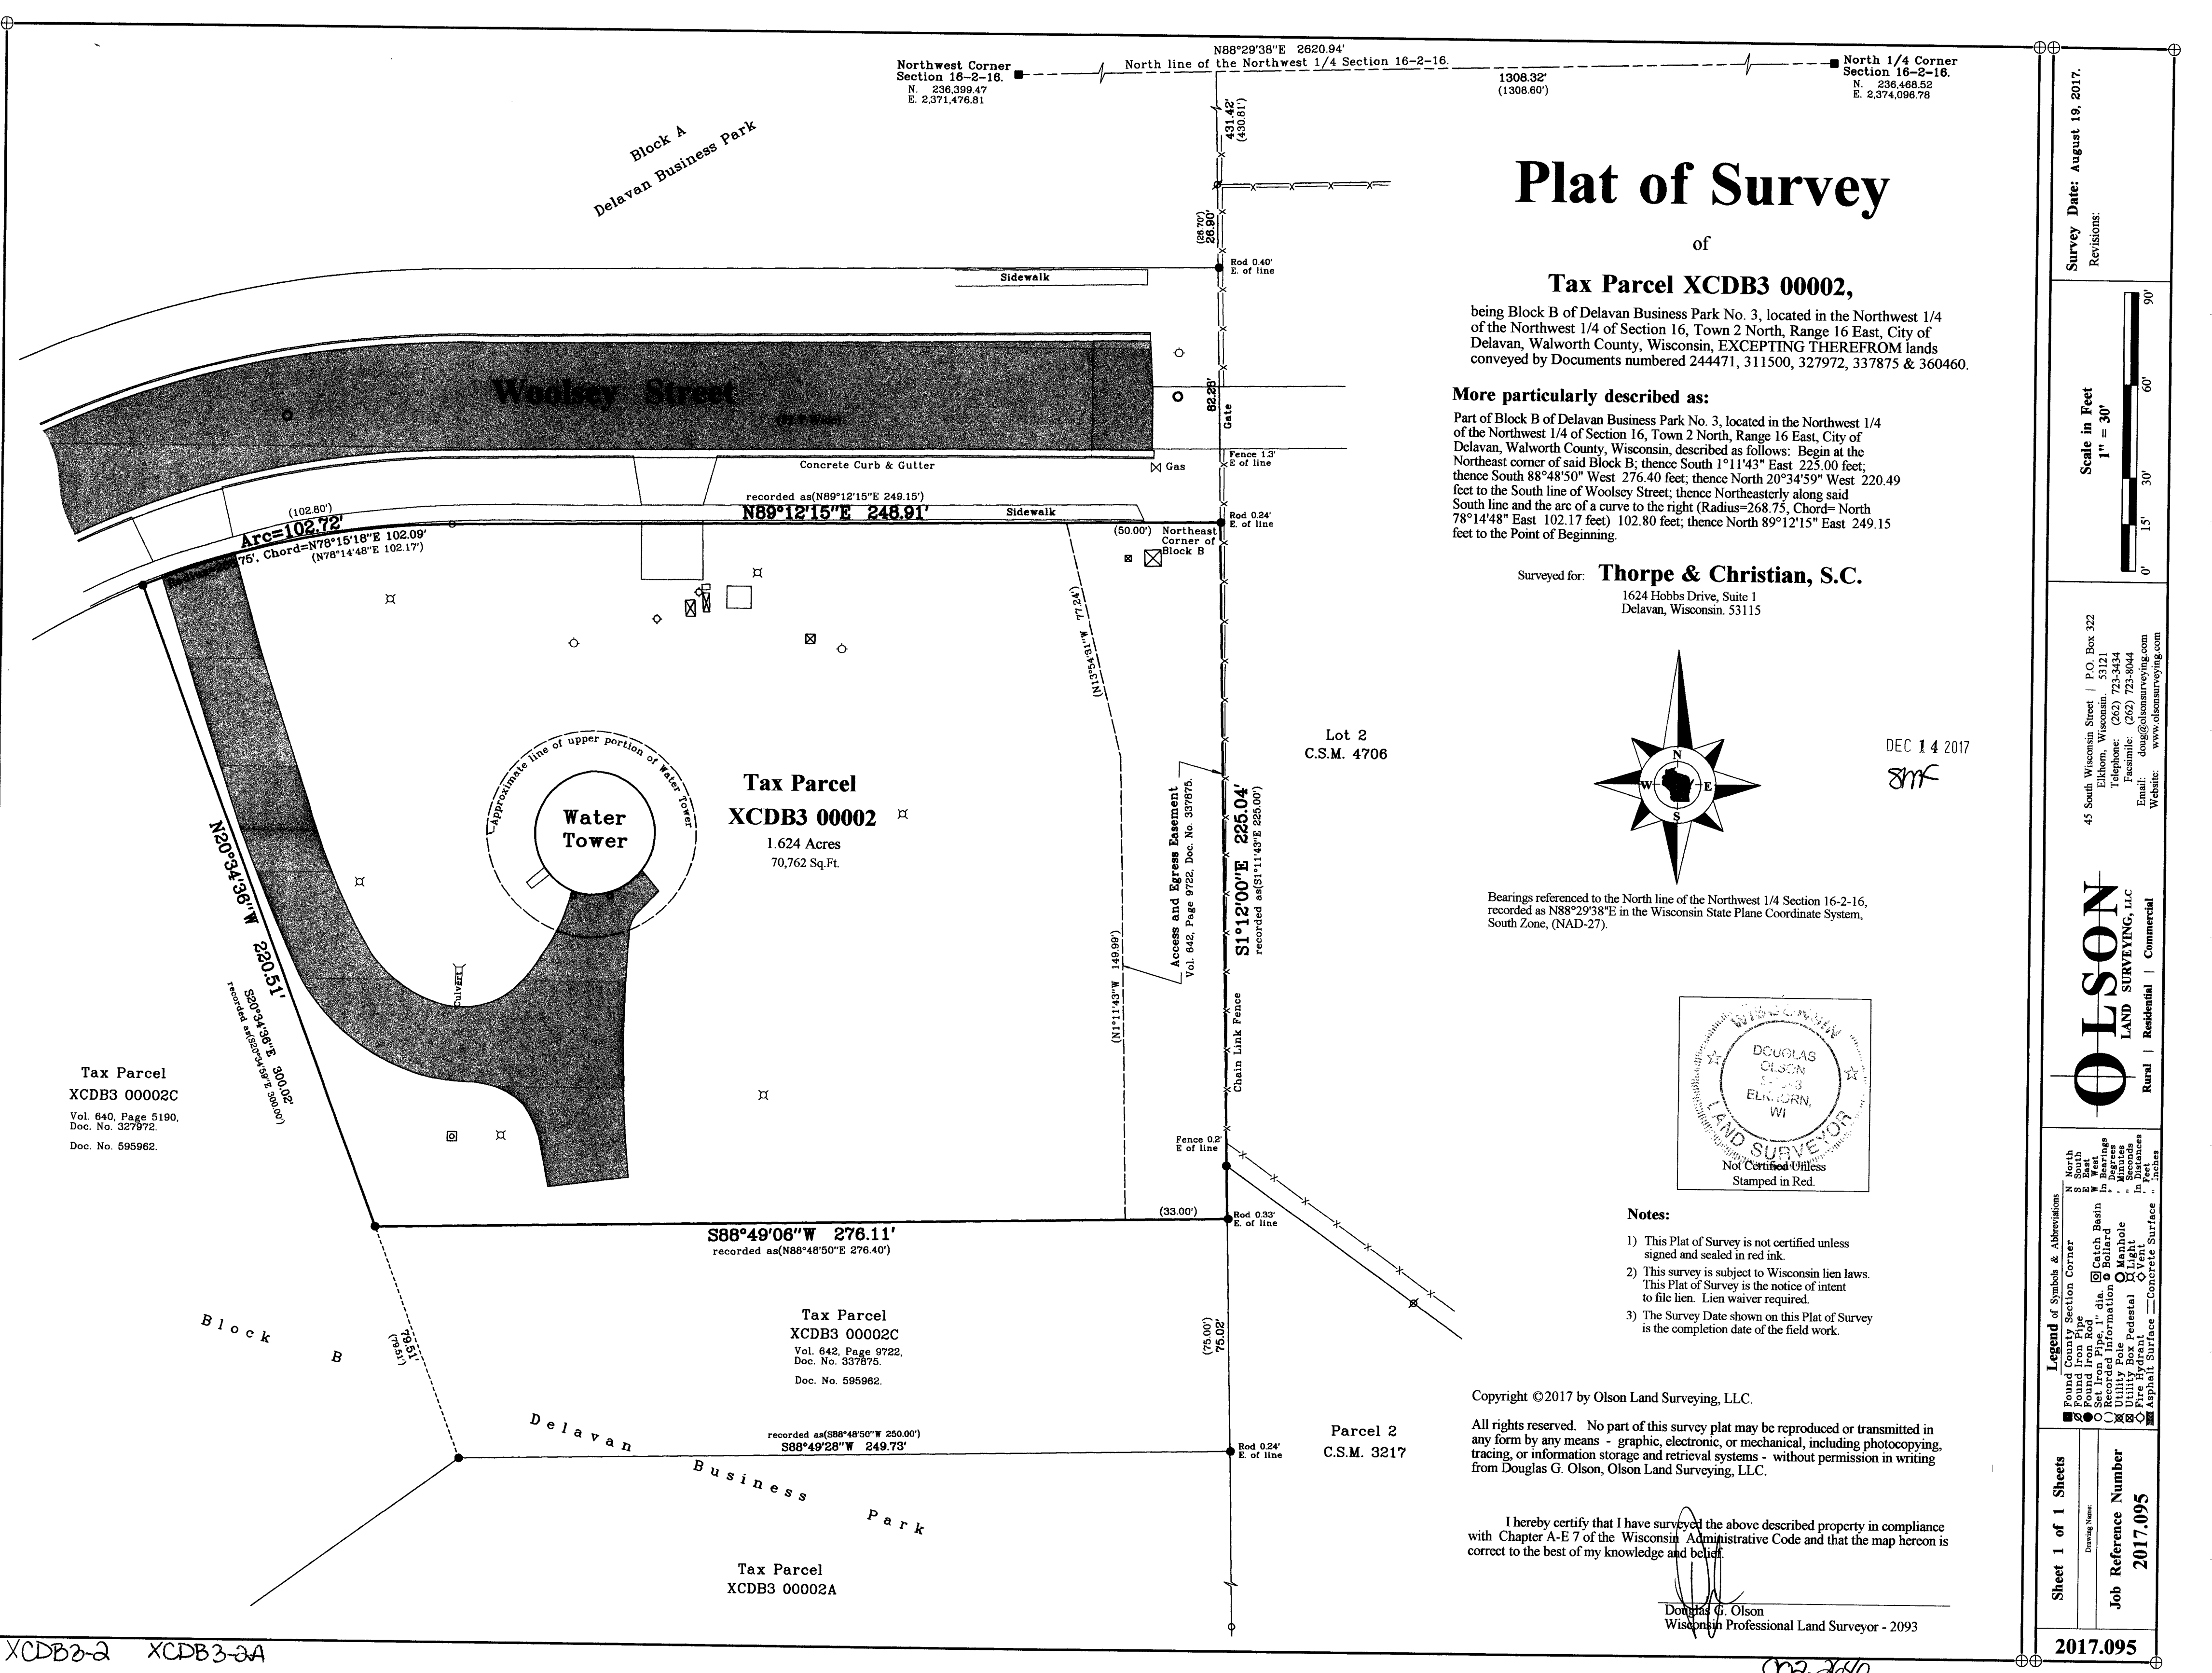 N88°29'38"E 2620.94'
North line of the Northwest 1/4 Section 16-2-16.
Northwest Corner
Section 16-2-16.
N. 236,399.47
E. 2,371,476.81
1308.32'
(1308.60')
North 1/4 Corner
Section 16-2-16.
N. 236,468.52
E. 2,374,096.78
431.42'
(430.81')
Block A
Delavan Business Park
(26.70')
26.90'
Rod 0.40'
E. of line
Sidewalk
Woolsey Street
82.28'
Gate
Fence 1.3'
E of line
Concrete Curb & Gutter
Gas
recorded as(N89°12'15"E 249.15')
N89°12'15"E 248.91'
Sidewalk
Rod 0.24'
E. of line
(102.80')
Arc=102.72'
75', Chord=N78°15'18"E 102.09'
(N78°14'48"E 102.17')
(50.00')
Northeast
Corner of
Block B
(N13°54'31"W 77.24')
Approximate line of upper portion of Water Tower
Water
Tower
Tax Parcel
XCDB3 00002
1.624 Acres
70,762 Sq.Ft.
Lot 2
C.S.M. 4706
Access and Egress Easement
Vol. 642, Page 9722, Doc. No. 337875.
S1°12'00"E 225.04'
recorded as(S1°11'43"E 225.00')
(N1°11'43"W 149.99')
Chain Link Fence
N20°34'36"W 220.51'
S20°34'36"E 300.02'
recorded as(S20°34'59"E 300.00')
Culvert
Tax Parcel
XCDB3 00002C
Vol. 640, Page 5190,
Doc. No. 327972.
Doc. No. 595962.
Fence 0.2'
E of line
(33.00')
Rod 0.33'
E. of line
S88°49'06"W 276.11'
recorded as(N88°48'50"E 276.40')
79.51'
(79.51')
Tax Parcel
XCDB3 00002C
Vol. 642, Page 9722,
Doc. No. 337875.
Doc. No. 595962.
(75.00')
75.02'
Block B
Delavan Business Park
recorded as(S88°48'50"W 250.00')
S88°49'28"W 249.73'
Rod 0.24'
E. of line
Parcel 2
C.S.M. 3217
Tax Parcel
XCDB3 00002A
XCDB3-2 XCDB3-2A
Plat of Survey
of
Tax Parcel XCDB3 00002,
being Block B of Delavan Business Park No. 3, located in the Northwest 1/4
of the Northwest 1/4 of Section 16, Town 2 North, Range 16 East, City of
Delavan, Walworth County, Wisconsin, EXCEPTING THEREFROM lands
conveyed by Documents numbered 244471, 311500, 327972, 337875 & 360460.
More particularly described as:
Part of Block B of Delavan Business Park No. 3, located in the Northwest 1/4
of the Northwest 1/4 of Section 16, Town 2 North, Range 16 East, City of
Delavan, Walworth County, Wisconsin, described as follows: Begin at the
Northeast corner of said Block B; thence South 1°11'43" East 225.00 feet;
thence South 88°48'50" West 276.40 feet; thence North 20°34'59" West 220.49
feet to the South line of Woolsey Street; thence Northeasterly along said
South line and the arc of a curve to the right (Radius=268.75, Chord= North
78°14'48" East 102.17 feet) 102.80 feet; thence North 89°12'15" East 249.15
feet to the Point of Beginning.
Surveyed for: Thorpe & Christian, S.C.
1624 Hobbs Drive, Suite 1
Delavan, Wisconsin. 53115
N
W E
S
DEC 14 2017
SMF
Bearings referenced to the North line of the Northwest 1/4 Section 16-2-16,
recorded as N88°29'38"E in the Wisconsin State Plane Coordinate System,
South Zone, (NAD-27).
WISCONSIN
DOUGLAS
OLSON
ELKHORN,
WI
LAND SURVEYOR
Not Certified Unless
Stamped in Red.
Notes:
1) This Plat of Survey is not certified unless
signed and sealed in red ink.
2) This survey is subject to Wisconsin lien laws.
This Plat of Survey is the notice of intent
to file lien. Lien waiver required.
3) The Survey Date shown on this Plat of Survey
is the completion date of the field work.
Copyright ©2017 by Olson Land Surveying, LLC.
All rights reserved. No part of this survey plat may be reproduced or transmitted in
any form by any means - graphic, electronic, or mechanical, including photocopying,
tracing, or information storage and retrieval systems - without permission in writing
from Douglas G. Olson, Olson Land Surveying, LLC.
I hereby certify that I have surveyed the above described property in compliance
with Chapter A-E 7 of the Wisconsin Administrative Code and that the map hereon is
correct to the best of my knowledge and belief.
Douglas G. Olson
Wisconsin Professional Land Surveyor - 2093
Survey Date: August 19, 2017.
Revisions:
Scale in Feet
1" = 30'
0' 15' 30' 60' 90'
45 South Wisconsin Street | P.O. Box 322
Elkhorn, Wisconsin. 53121
Telephone: (262) 723-3434
Facsimile: (262) 723-8044
Email: doug@olsonsurveying.com
Website: www.olsonsurveying.com
OLSON
LAND SURVEYING, LLC
Rural | Residential | Commercial
Legend of Symbols & Abbreviations
Found County Section Corner
Found Iron Pipe
Found Iron Rod
Set Iron Pipe, 1" dia.
Recorded Information
Utility Pole
Utility Box Pedestal
Fire Hydrant
Asphalt Surface
Catch Basin
Bollard
Manhole
Light
Vent
Concrete Surface
N North
S South
E East
W West
In Bearings
° Degrees
' Minutes
" Seconds
In Distances
' Feet
" Inches
Sheet 1 of 1 Sheets
Drawing Name:
Job Reference Number
2017.095
2017.095